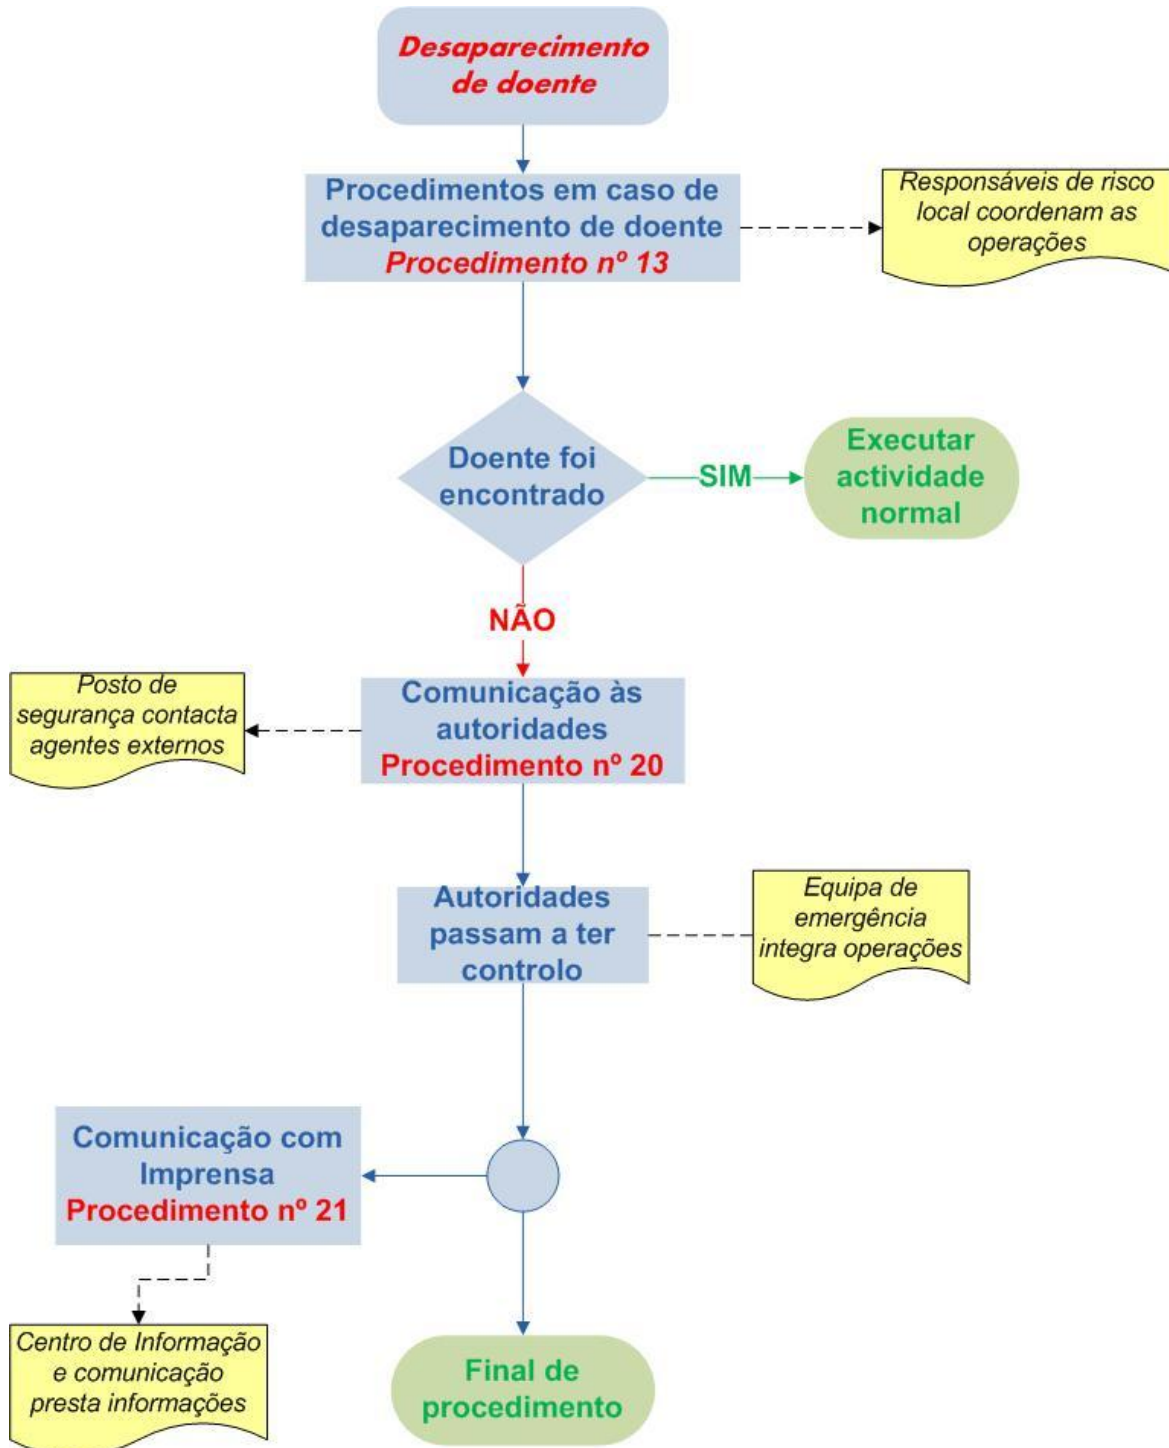 Desaparecimento
de doente
Procedimentos em caso de
desaparecimento de doente
Procedimento nº 13
Responsáveis de risco
local coordenam as
operações
Doente foi
encontrado
SIM
Executar
actividade
normal
NÃO
Comunicação às
autoridades
Procedimento nº 20
Posto de
segurança contacta
agentes externos
Autoridades
passam a ter
controlo
Equipa de
emergência
integra operações
Comunicação com
Imprensa
Procedimento nº 21
Centro de Informação
e comunicação
presta informações
Final de
procedimento